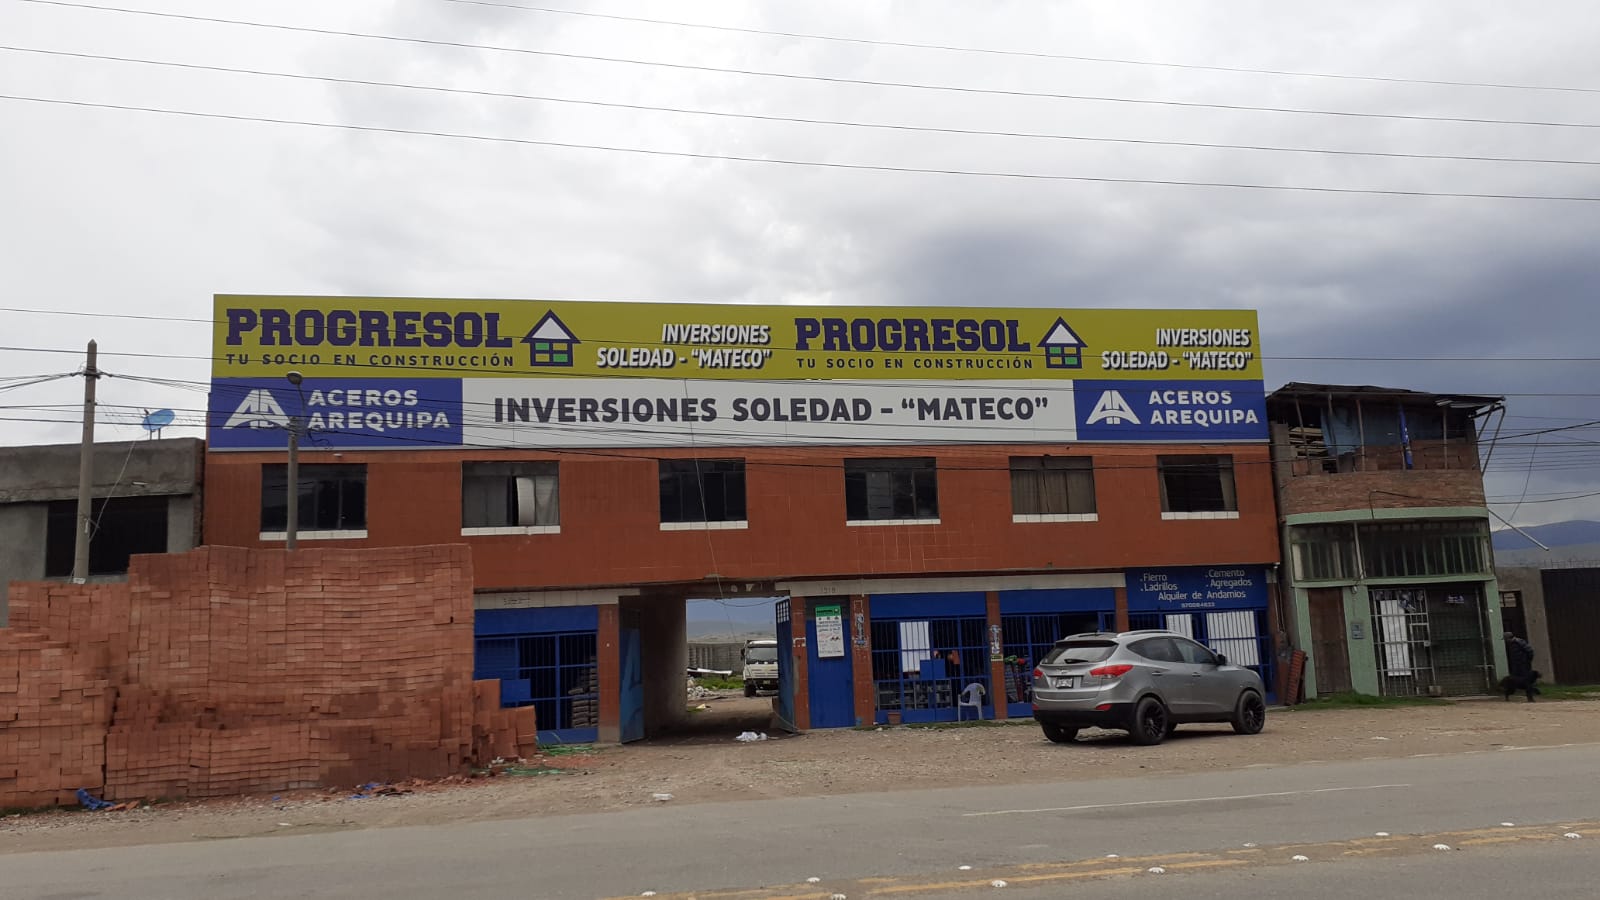 PROGRESOL
TU SOCIO EN CONSTRUCCIÓN
INVERSIONES
SOLEDAD - "MATECO"
PROGRESOL
TU SOCIO EN CONSTRUCCIÓN
INVERSIONES
SOLEDAD - "MATECO"
ACEROS
AREQUIPA
INVERSIONES SOLEDAD - "MATECO"
ACEROS
AREQUIPA
.Fierro
.Ladrillos
.Cemento
.Agregados
Alquiler de Andamios